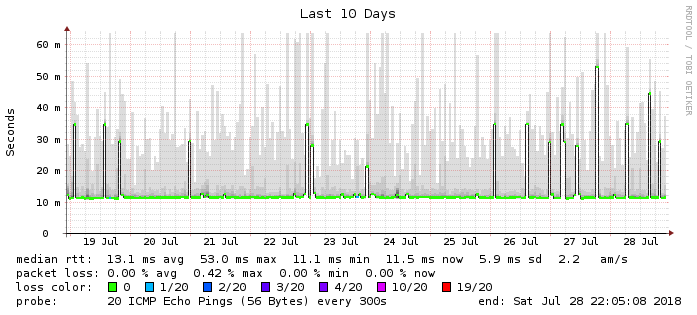 Last 10 Days
RRDTOOL / TOBI OETIKER
Seconds
60 m
50 m
40 m
30 m
20 m
10 m
0
19 Jul 20 Jul 21 Jul 22 Jul 23 Jul 24 Jul 25 Jul 26 Jul 27 Jul 28 Jul
median rtt: 13.1 ms avg 53.0 ms max 11.1 ms min 11.5 ms now 5.9 ms sd 2.2 am/s
packet loss: 0.00 % avg 0.42 % max 0.00 % min 0.00 % now
loss color: 0 1/20 2/20 3/20 4/20 10/20 19/20
probe: 20 ICMP Echo Pings (56 Bytes) every 300s end: Sat Jul 28 22:05:08 2018